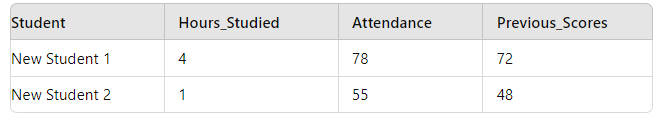 Student Hours_Studied Attendance Previous_Scores
New Student 1 4 78 72
New Student 2 1 55 48